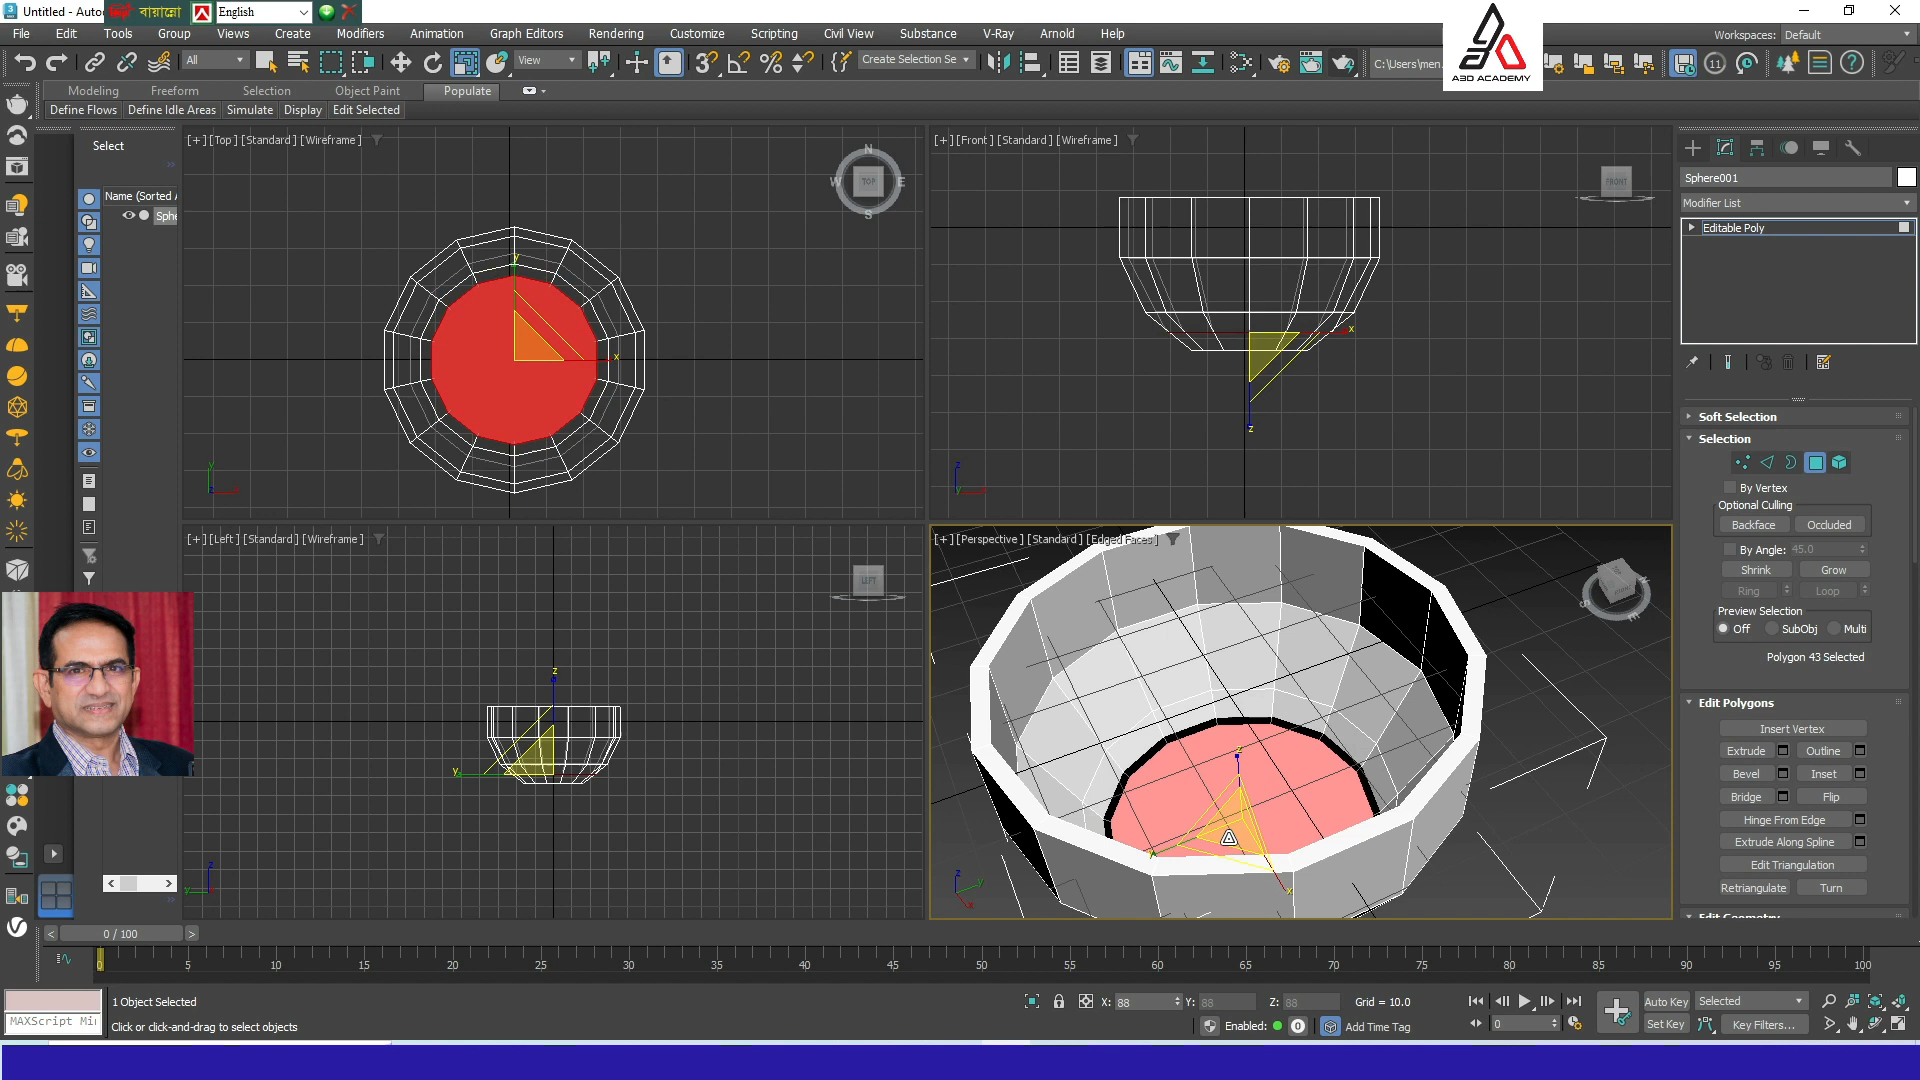 Untitled - Auto
বায়ান্নো
English
File Edit Tools Group Views Create Modifiers Animation Graph Editors Rendering Customize Scripting Civil View Substance V-Ray Arnold Help
Workspaces: Default
All
View
Create Selection Se
C:\Users\men
A3D ACADEMY
Modeling Freeform Selection Object Paint Populate
Define Flows Define Idle Areas Simulate Display Edit Selected
Select
Name (Sorted A
Sphe
[+] [Top] [Standard] [Wireframe]
N
W TOP E
S
y
x
[+] [Front] [Standard] [Wireframe]
FRONT
x
z
[+] [Left] [Standard] [Wireframe]
LEFT
z
y
[+] [Perspective] [Standard] [Edged Faces]
z
x
Sphere001
Modifier List
Editable Poly
Soft Selection
Selection
By Vertex
Optional Culling
Backface Occluded
By Angle: 45.0
Shrink Grow
Ring Loop
Preview Selection
Off SubObj Multi
Polygon 43 Selected
Edit Polygons
Insert Vertex
Extrude Outline
Bevel Inset
Bridge Flip
Hinge From Edge
Extrude Along Spline
Edit Triangulation
Retriangulate Turn
Edit Geometry
< 0 / 100 >
0 5 10 15 20 25 30 35 40 45 50 55 60 65 70 75 80 85 90 95 100
1 Object Selected
X: 88 Y: 88 Z: 88 Grid = 10.0
Auto Key Selected
MAXScript Mi
Click or click-and-drag to select objects
Enabled: 0 Add Time Tag
0
Set Key Key Filters...